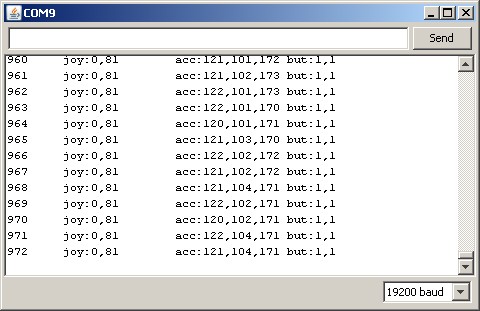 COM9
Send
960 joy:0,81 acc:121,101,172 but:1,1
961 joy:0,81 acc:121,102,173 but:1,1
962 joy:0,81 acc:122,101,173 but:1,1
963 joy:0,81 acc:122,101,170 but:1,1
964 joy:0,81 acc:120,101,171 but:1,1
965 joy:0,81 acc:121,103,170 but:1,1
966 joy:0,81 acc:122,102,172 but:1,1
967 joy:0,81 acc:121,102,172 but:1,1
968 joy:0,81 acc:121,104,171 but:1,1
969 joy:0,81 acc:122,102,171 but:1,1
970 joy:0,81 acc:120,102,171 but:1,1
971 joy:0,81 acc:122,104,171 but:1,1
972 joy:0,81 acc:121,104,171 but:1,1
19200 baud